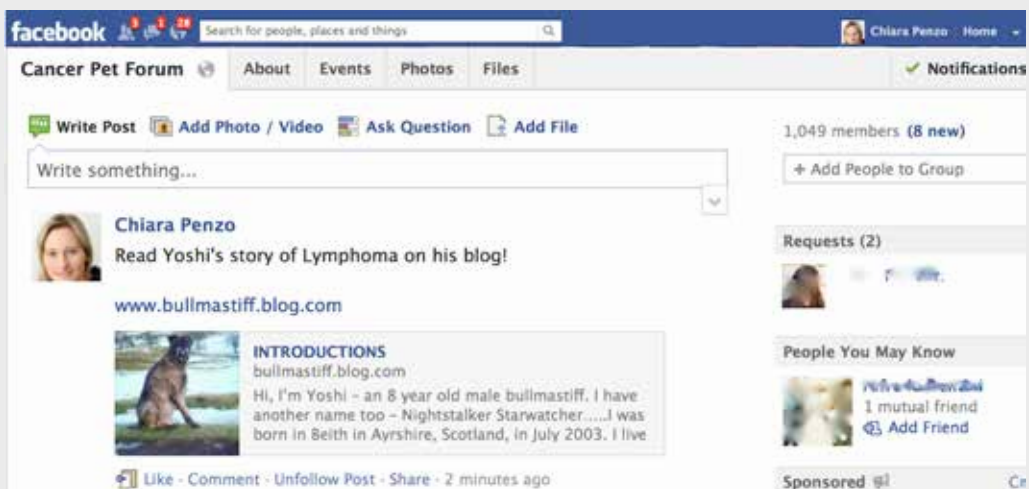 facebook 3 1 28 Search for people, places and things Chiara Penzo Home
Cancer Pet Forum About Events Photos Files Notifications
Write Post Add Photo / Video Ask Question Add File
1,049 members (8 new)
Write something...
+ Add People to Group
Chiara Penzo
Read Yoshi's story of Lymphoma on his blog!
Requests (2)
www.bullmastiff.blog.com
INTRODUCTIONS
bullmastiff.blog.com
Hi, I'm Yoshi – an 8 year old male bullmastiff. I have
another name too – Nightstalker Starwatcher.....I was
born in Beith in Ayrshire, Scotland, in July 2003. I live
People You May Know
1 mutual friend
Add Friend
Like · Comment · Unfollow Post · Share · 2 minutes ago
Sponsored